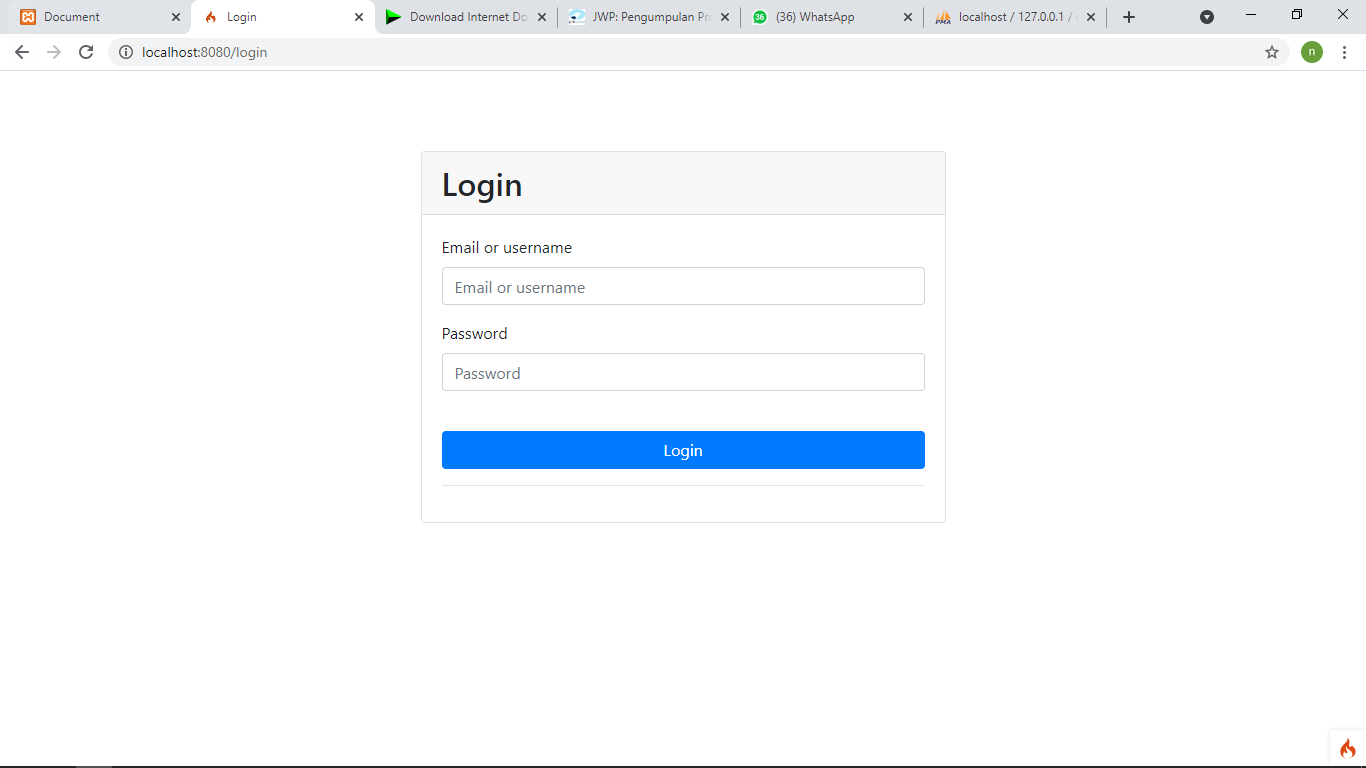 Document
Login
Download Internet Do
JWP: Pengumpulan Pr
36
(36) WhatsApp
PMA
localhost / 127.0.0.1 /
localhost:8080/login
n
Login
Email or username
Email or username
Password
Password
Login